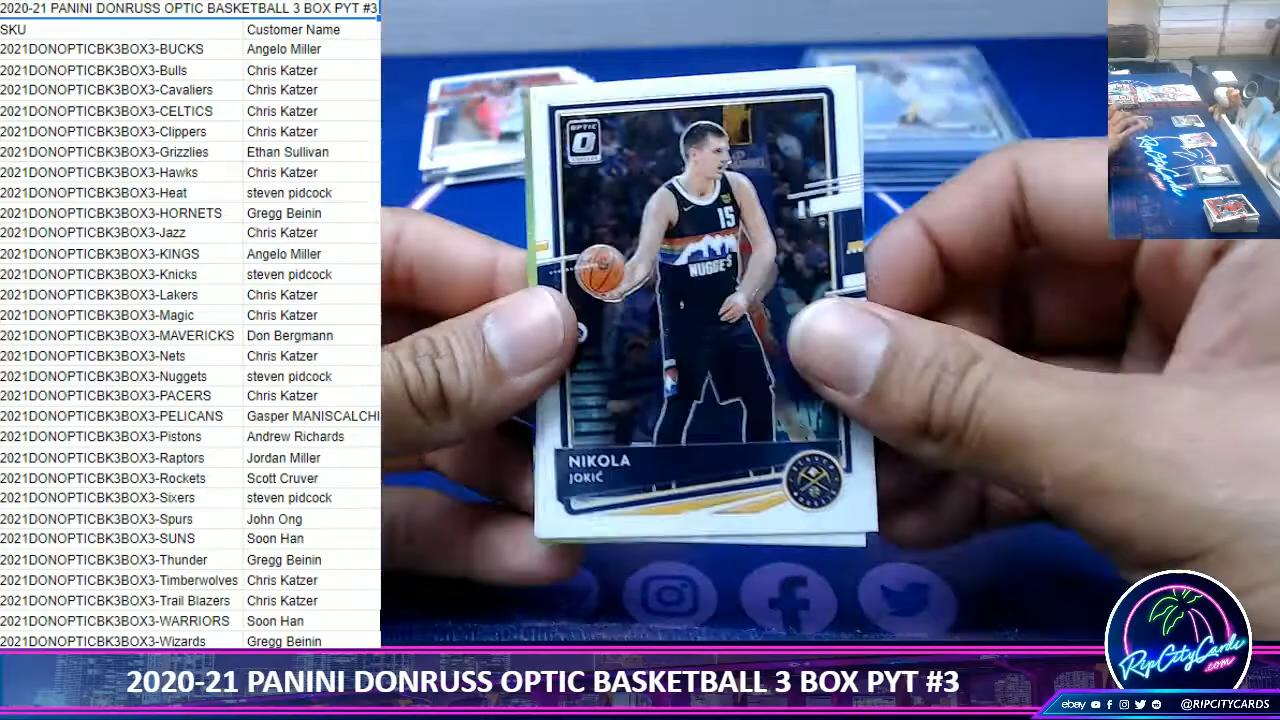 2020-21 PANINI DONRUSS OPTIC BASKETBALL 3 BOX PYT #3
SKU Customer Name
2021DONOPTICBK3BOX3-BUCKS Angelo Miller
2021DONOPTICBK3BOX3-Bulls Chris Katzer
2021DONOPTICBK3BOX3-Cavaliers Chris Katzer
2021DONOPTICBK3BOX3-CELTICS Chris Katzer
2021DONOPTICBK3BOX3-Clippers Chris Katzer
2021DONOPTICBK3BOX3-Grizzlies Ethan Sullivan
2021DONOPTICBK3BOX3-Hawks Chris Katzer
2021DONOPTICBK3BOX3-Heat steven pidcock
2021DONOPTICBK3BOX3-HORNETS Gregg Beinin
2021DONOPTICBK3BOX3-Jazz Chris Katzer
2021DONOPTICBK3BOX3-KINGS Angelo Miller
2021DONOPTICBK3BOX3-Knicks steven pidcock
2021DONOPTICBK3BOX3-Lakers Chris Katzer
2021DONOPTICBK3BOX3-Magic Chris Katzer
2021DONOPTICBK3BOX3-MAVERICKS Don Bergmann
2021DONOPTICBK3BOX3-Nets Chris Katzer
2021DONOPTICBK3BOX3-Nuggets steven pidcock
2021DONOPTICBK3BOX3-PACERS Chris Katzer
2021DONOPTICBK3BOX3-PELICANS Gasper MANISCALCHI
2021DONOPTICBK3BOX3-Pistons Andrew Richards
2021DONOPTICBK3BOX3-Raptors Jordan Miller
2021DONOPTICBK3BOX3-Rockets Scott Cruver
2021DONOPTICBK3BOX3-Sixers steven pidcock
2021DONOPTICBK3BOX3-Spurs John Ong
2021DONOPTICBK3BOX3-SUNS Soon Han
2021DONOPTICBK3BOX3-Thunder Gregg Beinin
2021DONOPTICBK3BOX3-Timberwolves Chris Katzer
2021DONOPTICBK3BOX3-Trail Blazers Chris Katzer
2021DONOPTICBK3BOX3-WARRIORS Soon Han
2021DONOPTICBK3BOX3-Wizards Gregg Beinin
OPTIC
15
NUGGETS
NIKOLA
JOKIĆ
RipCityCards
.com
2020-21 PANINI DONRUSS OPTIC BASKETBALL 3 BOX PYT #3
ebay @RIPCITYCARDS